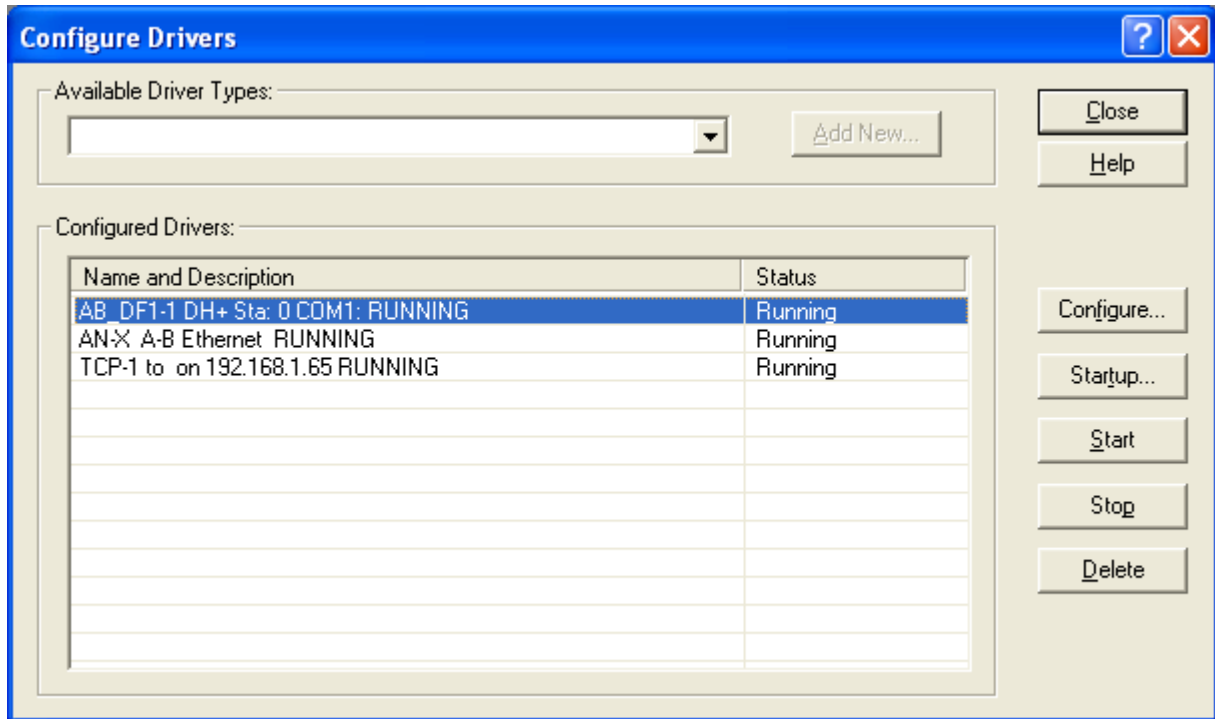 Configure Drivers
Available Driver Types:
Add New...
Close
Help
Configured Drivers:
Name and Description Status
AB_DF1-1 DH+ Sta: 0 COM1: RUNNING Running
AN-X A-B Ethernet RUNNING Running
TCP-1 to on 192.168.1.65 RUNNING Running
Configure...
Startup...
Start
Stop
Delete